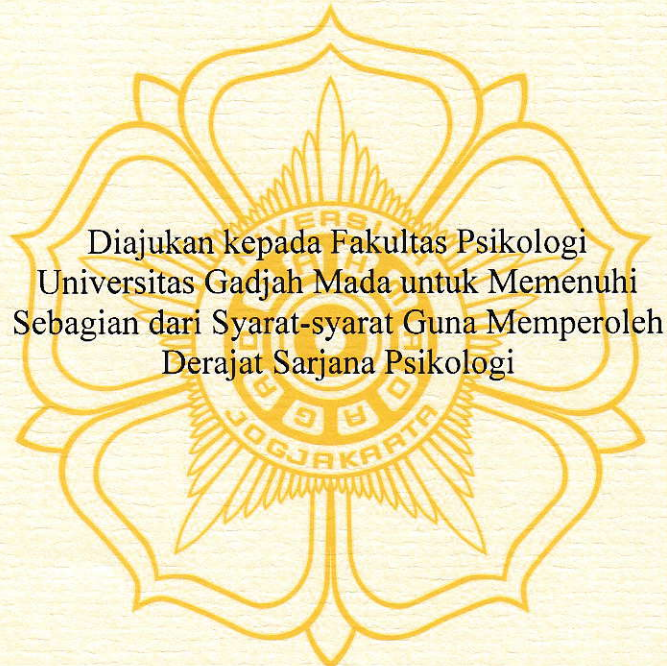 Diajukan kepada Fakultas Psikologi
Universitas Gadjah Mada untuk Memenuhi
Sebagian dari Syarat-syarat Guna Memperoleh
Derajat Sarjana Psikologi
JOGJAKARTA